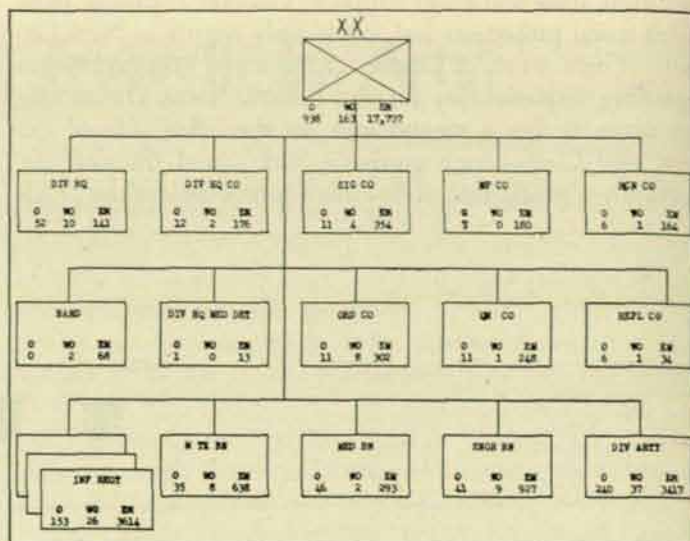 XX
O WO EM
938 163 17,797
DIV HQ
O WO EM
52 10 141
DIV HQ CO
O WO EM
12 2 176
SIG CO
O WO EM
11 4 354
MP CO
WO EM
0 180
RCN CO
O WO EM
6 1 164
BAND
O WO EM
0 2 68
DIV HQ MED DET
O WO EM
1 0 13
ORD CO
O WO EM
11 8 302
QM CO
O WO EM
11 1 248
REPL CO
O WO EM
6 1 34
INF REGT
O WO EM
153 26 3614
TK BN
O WO EM
35 8 638
MED BN
O WO EM
46 2 293
ENGR BN
O WO EM
41 9 927
DIV ARTY
O WO EM
240 37 3417